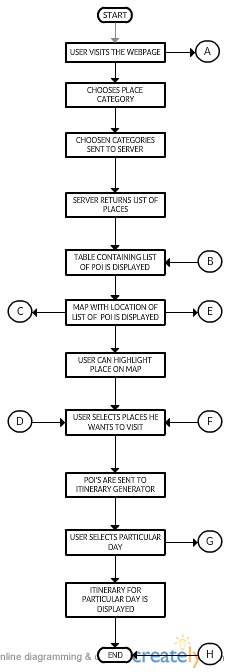 START
USER VISITS THE WEBPAGE
A
CHOOSES PLACE
CATEGORY
CHOOSEN CATEGORIES
SENT TO SERVER
SERVER RETURNS LIST OF
PLACES
TABLE CONTAINING LIST
OF POI IS DISPLAYED
B
C
MAP WITH LOCATION OF
LIST OF POI IS DISPLAYED
E
USER CAN HIGHLIGHT
PLACE ON MAP
D
USER SELECTS PLACES HE
WANTS TO VISIT
F
POI'S ARE SENT TO
ITINERARY GENERATOR
USER SELECTS PARTICULAR
DAY
G
ITINERARY FOR
PARTICULAR DAY IS
DISPLAYED
nline diagramming &
END
creately
H